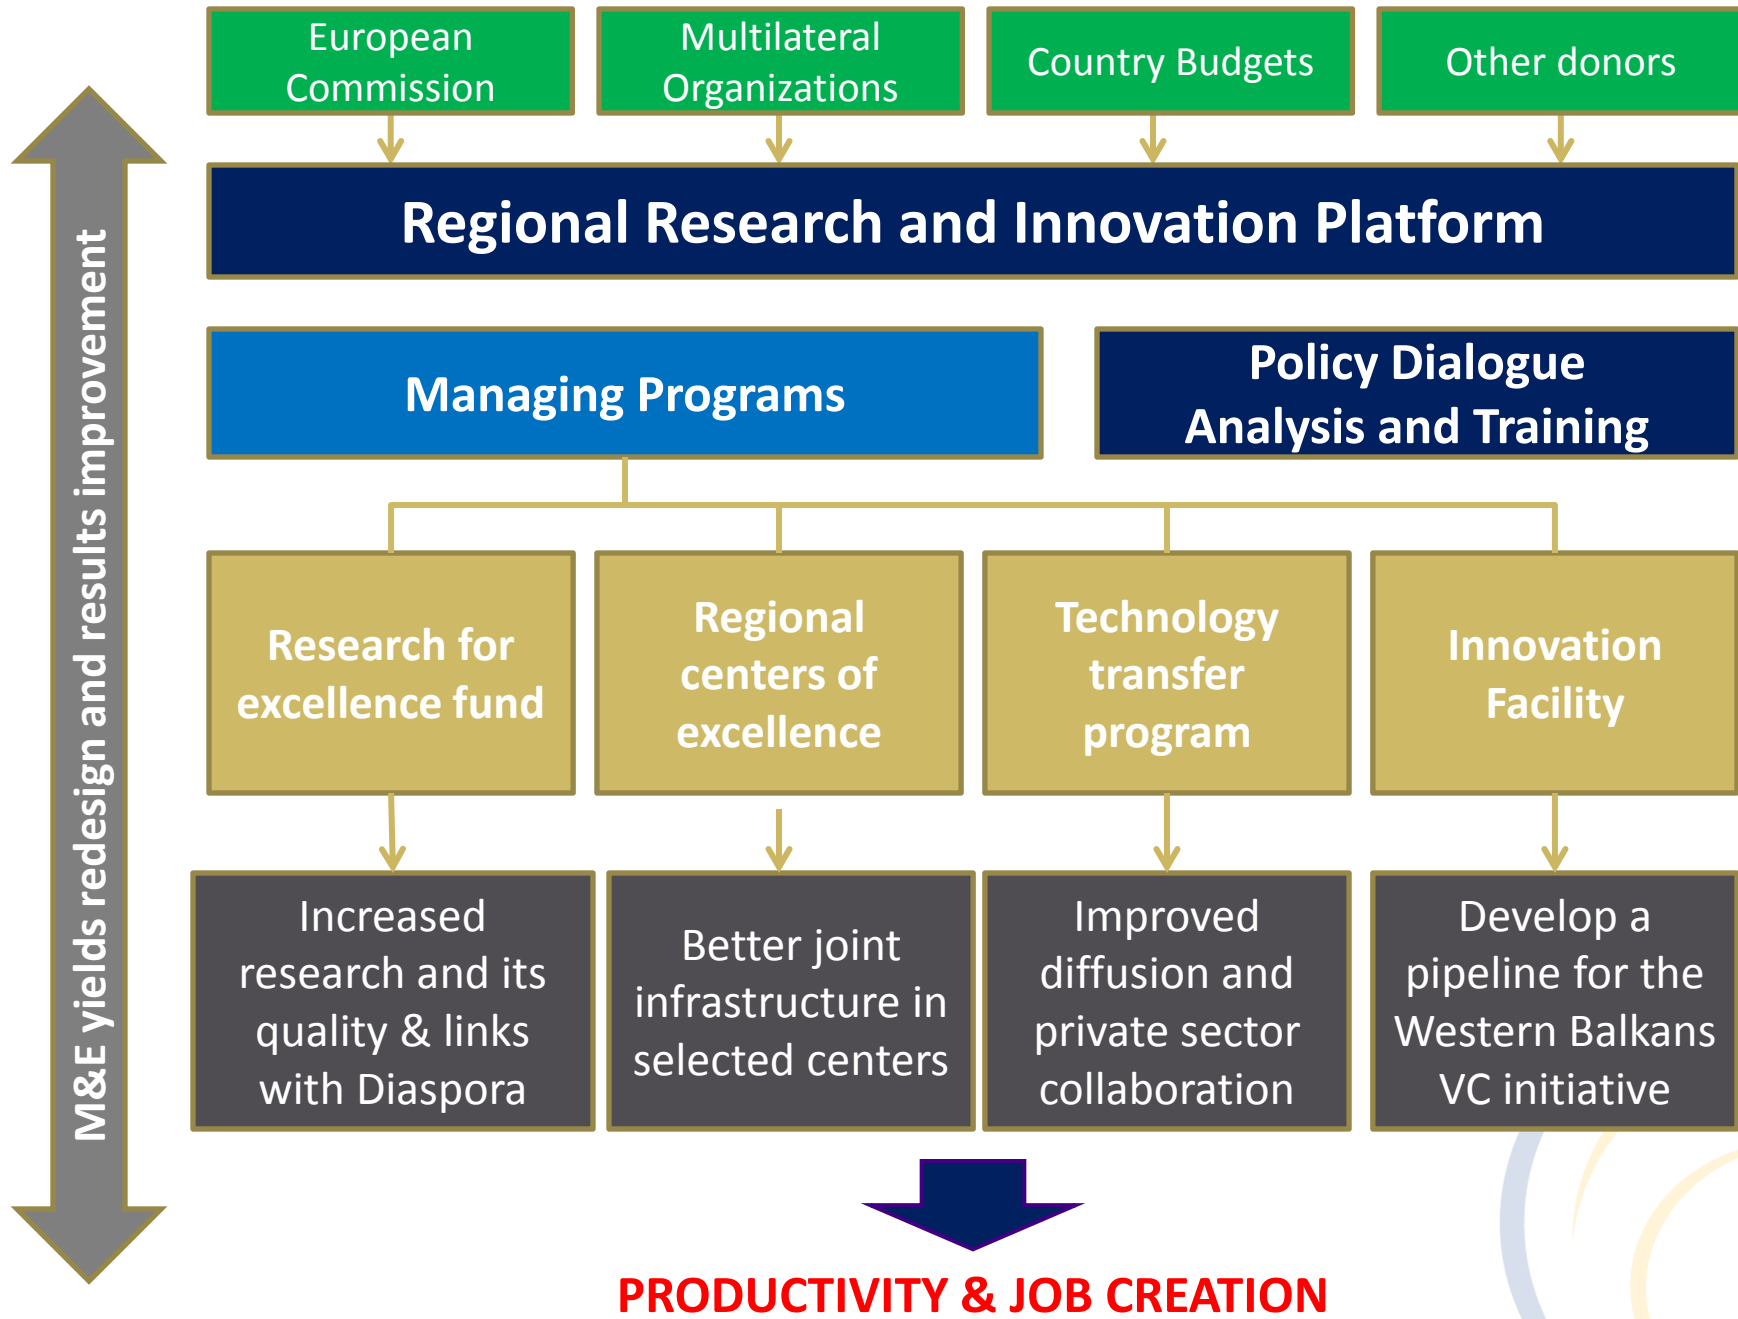 European
Commission
Multilateral
Organizations
Country Budgets
Other donors
Regional Research and Innovation Platform
Managing Programs
Policy Dialogue
Analysis and Training
Research for
excellence fund
Regional
centers of
excellence
Technology
transfer
program
Innovation
Facility
Increased
research and its
quality & links
with Diaspora
Better joint
infrastructure in
selected centers
Improved
diffusion and
private sector
collaboration
Develop a
pipeline for the
Western Balkans
VC initiative
PRODUCTIVITY & JOB CREATION
M&E yields redesign and results improvement